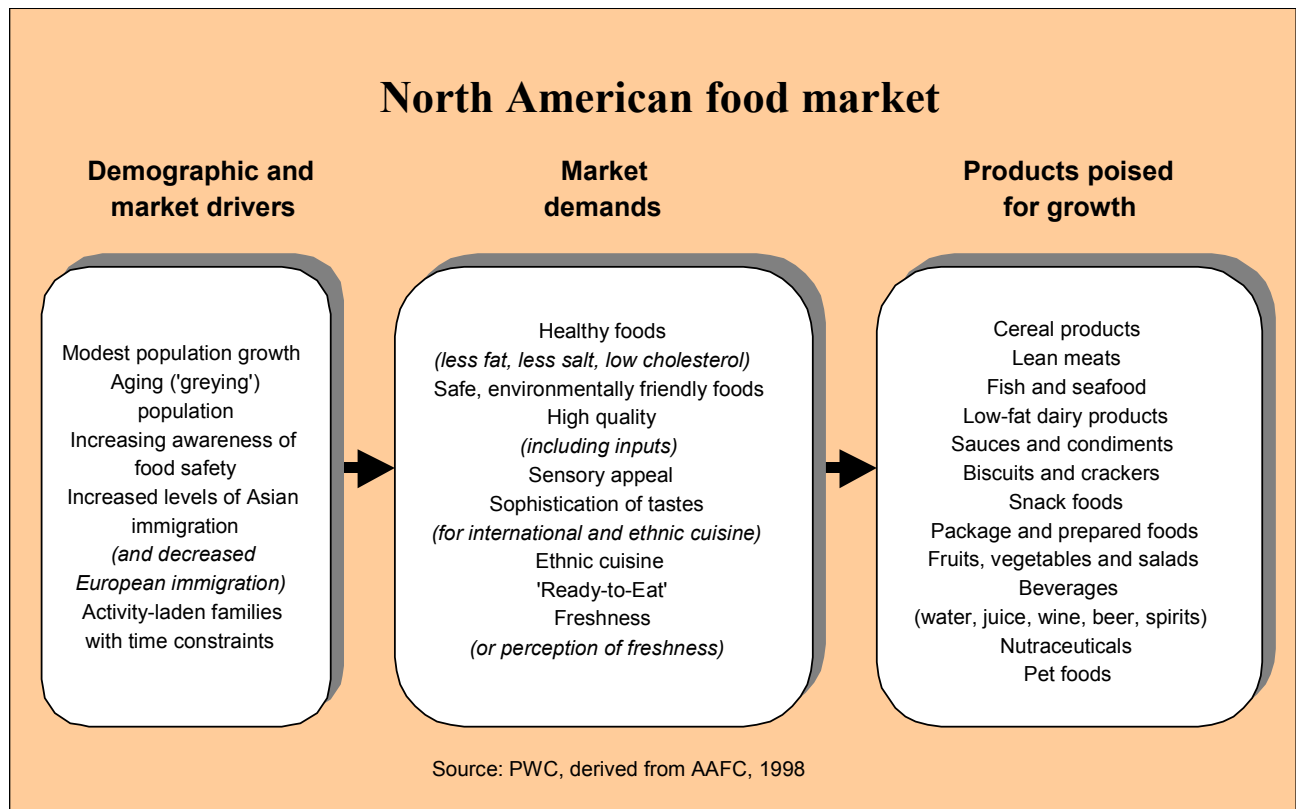 North American food market
Demographic and
market drivers
Modest population growth
Aging ('greying')
population
Increasing awareness of
food safety
Increased levels of Asian
immigration
(and decreased
European immigration)
Activity-laden families
with time constraints
Market
demands
Healthy foods
(less fat, less salt, low cholesterol)
Safe, environmentally friendly foods
High quality
(including inputs)
Sensory appeal
Sophistication of tastes
(for international and ethnic cuisine)
Ethnic cuisine
'Ready-to-Eat'
Freshness
(or perception of freshness)
Products poised
for growth
Cereal products
Lean meats
Fish and seafood
Low-fat dairy products
Sauces and condiments
Biscuits and crackers
Snack foods
Package and prepared foods
Fruits, vegetables and salads
Beverages
(water, juice, wine, beer, spirits)
Nutraceuticals
Pet foods
Source: PWC, derived from AAFC, 1998